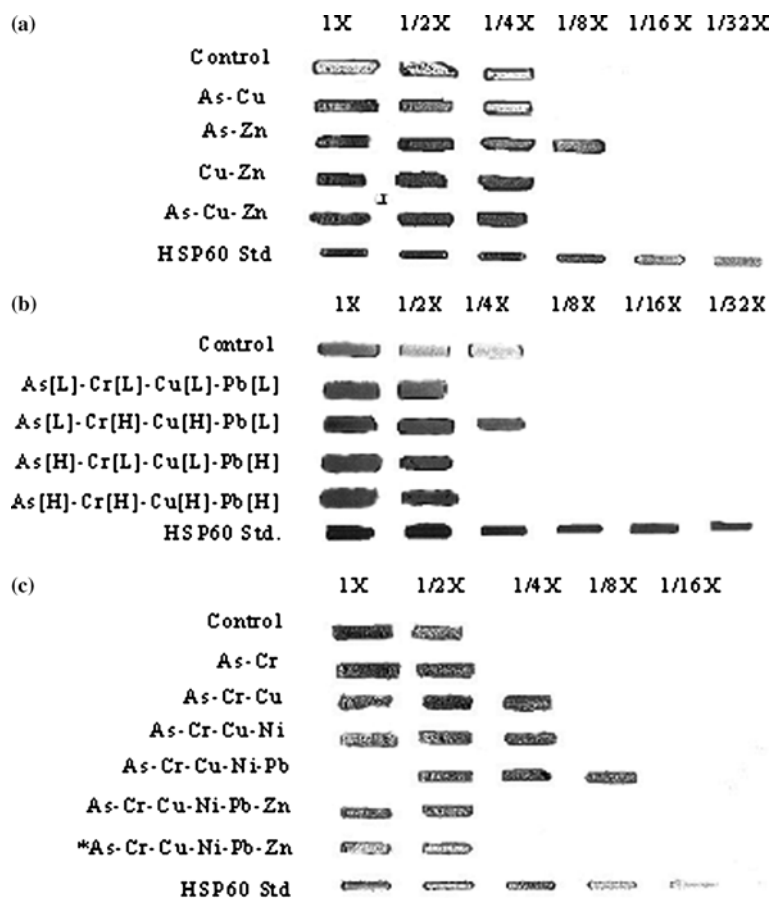 (a) 1X 1/2X 1/4X 1/8X 1/16X 1/32X
Control
As-Cu
As-Zn
Cu-Zn
As-Cu-Zn
HSP60 Std
(b) 1X 1/2X 1/4X 1/8X 1/16X 1/32X
Control
As[L]-Cr[L]-Cu[L]-Pb[L]
As[L]-Cr[H]-Cu[H]-Pb[L]
As[H]-Cr[L]-Cu[L]-Pb[H]
As[H]-Cr[H]-Cu[H]-Pb[H]
HSP60 Std.
(c) 1X 1/2X 1/4X 1/8X 1/16X
Control
As-Cr
As-Cr-Cu
As-Cr-Cu-Ni
As-Cr-Cu-Ni-Pb
As-Cr-Cu-Ni-Pb-Zn
*As-Cr-Cu-Ni-Pb-Zn
HSP60 Std